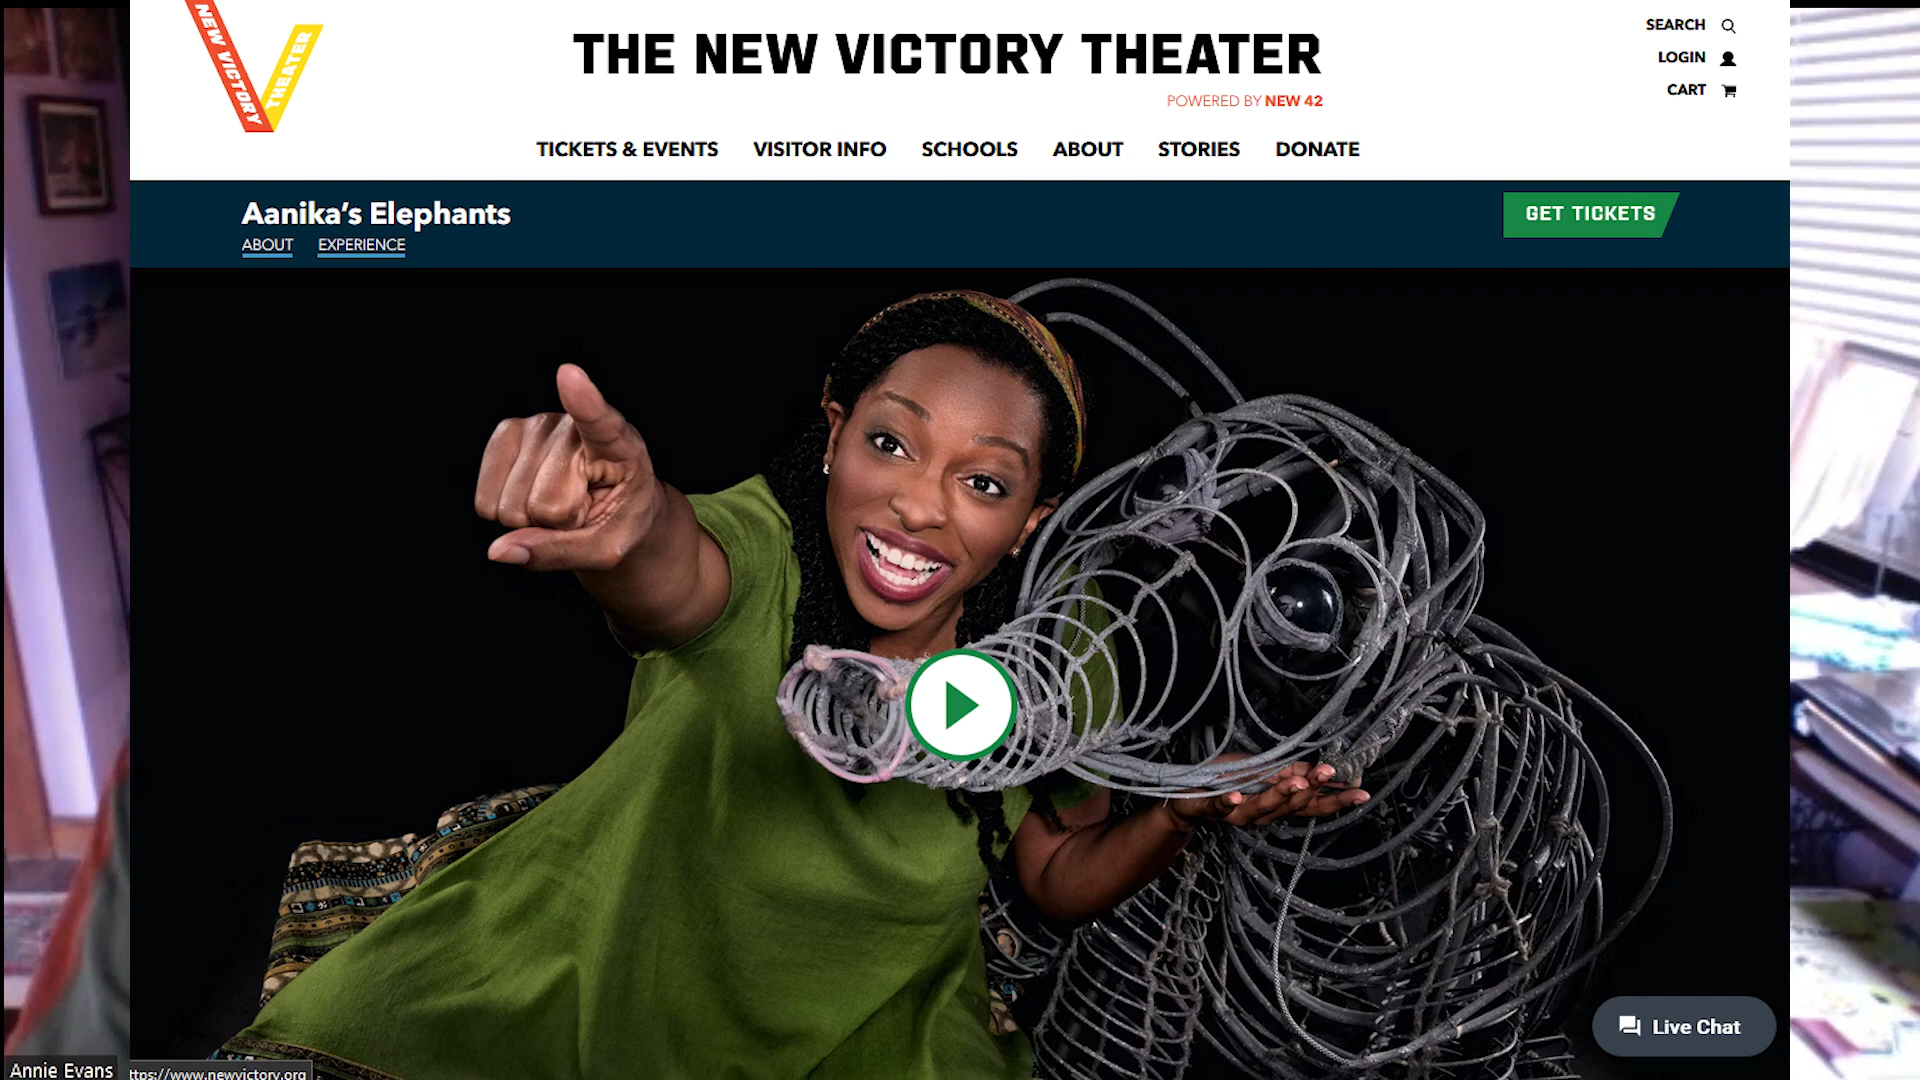 NEW VICTORY
THEATER
THE NEW VICTORY THEATER
POWERED BY NEW 42
SEARCH
LOGIN
CART
TICKETS & EVENTS
VISITOR INFO
SCHOOLS
ABOUT
STORIES
DONATE
Aanika's Elephants
ABOUT
EXPERIENCE
GET TICKETS
Live Chat
Annie Evans
ttps://www.newvictory.org